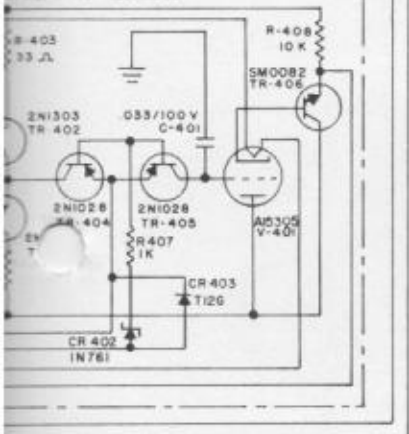 R-403
33 Ω
R-408
10 K
SM0082
TR-406
2N1303
TR-402
.033/100 V
C-401
2N1028
TR-404
2N1028
TR-405
A15305
V-401
R407
1K
CR 403
T12G
CR 402
1N761